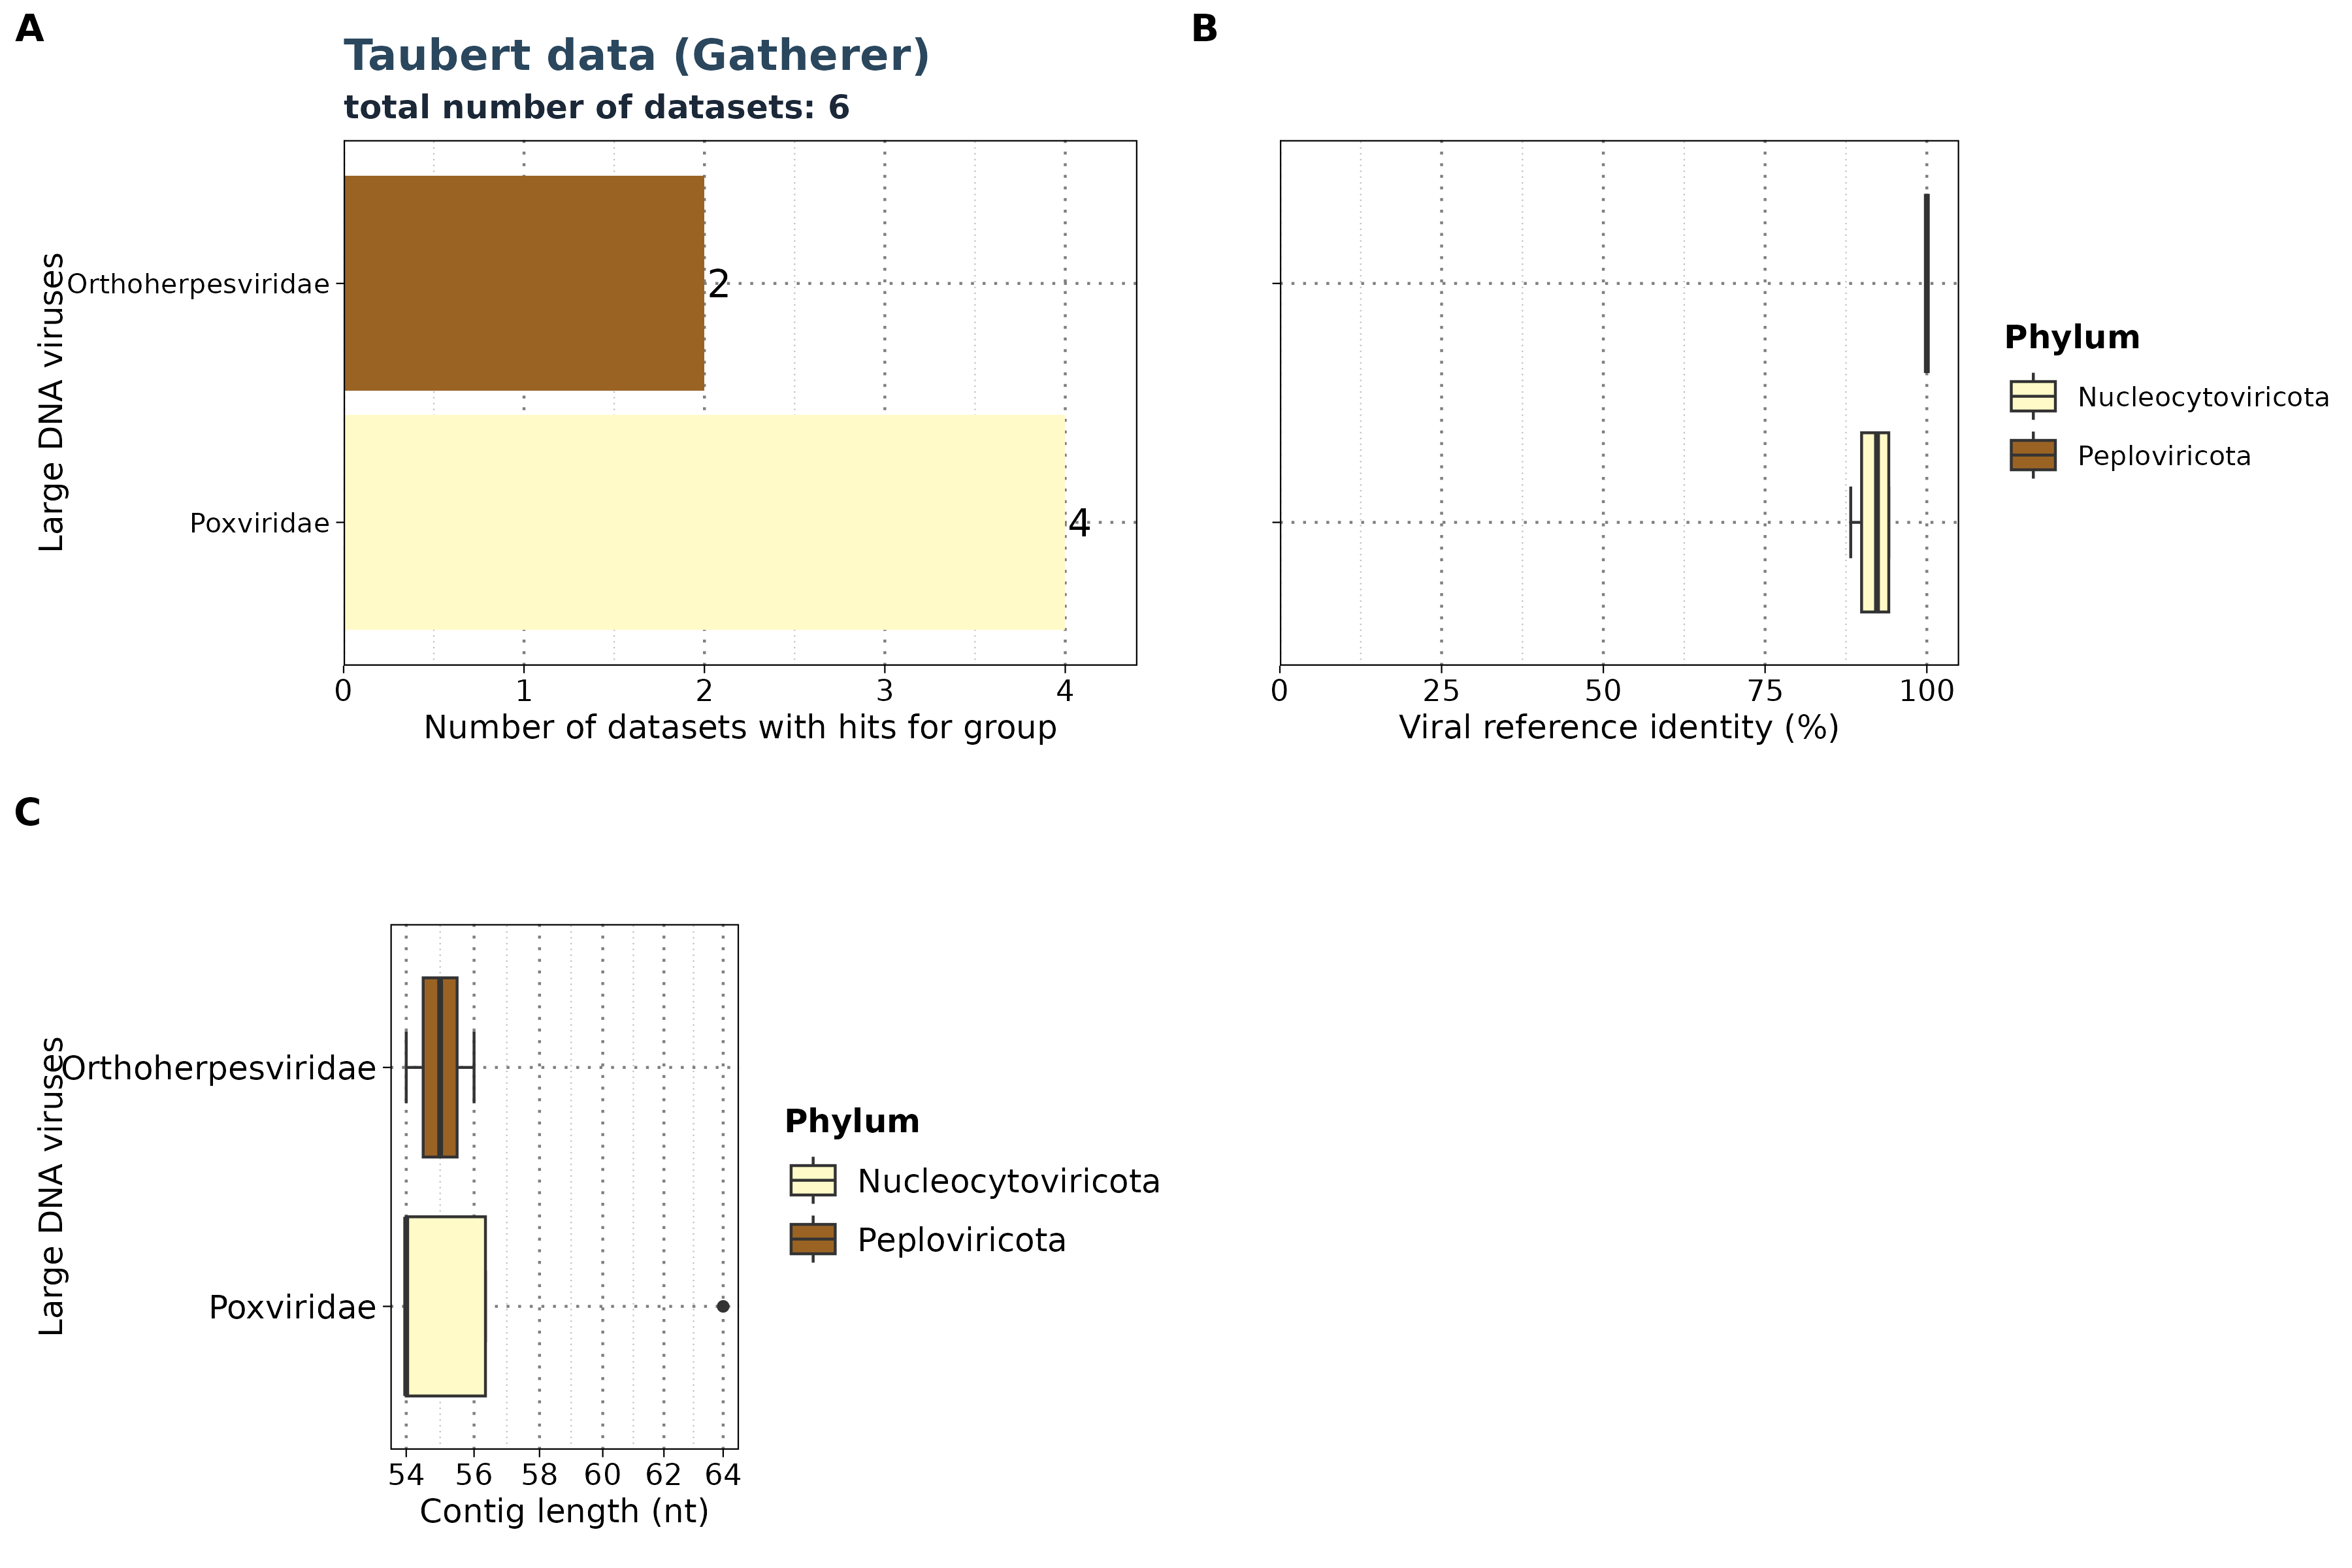 A
Taubert data (Gatherer)
total number of datasets: 6
Large DNA viruses
Orthoherpesviridae
Poxviridae
2
4
0 1 2 3 4
Number of datasets with hits for group
B
0 25 50 75 100
Viral reference identity (%)
Phylum
Nucleocytoviricota
Peploviricota
C
Large DNA viruses
Orthoherpesviridae
Poxviridae
54 56 58 60 62 64
Contig length (nt)
Phylum
Nucleocytoviricota
Peploviricota